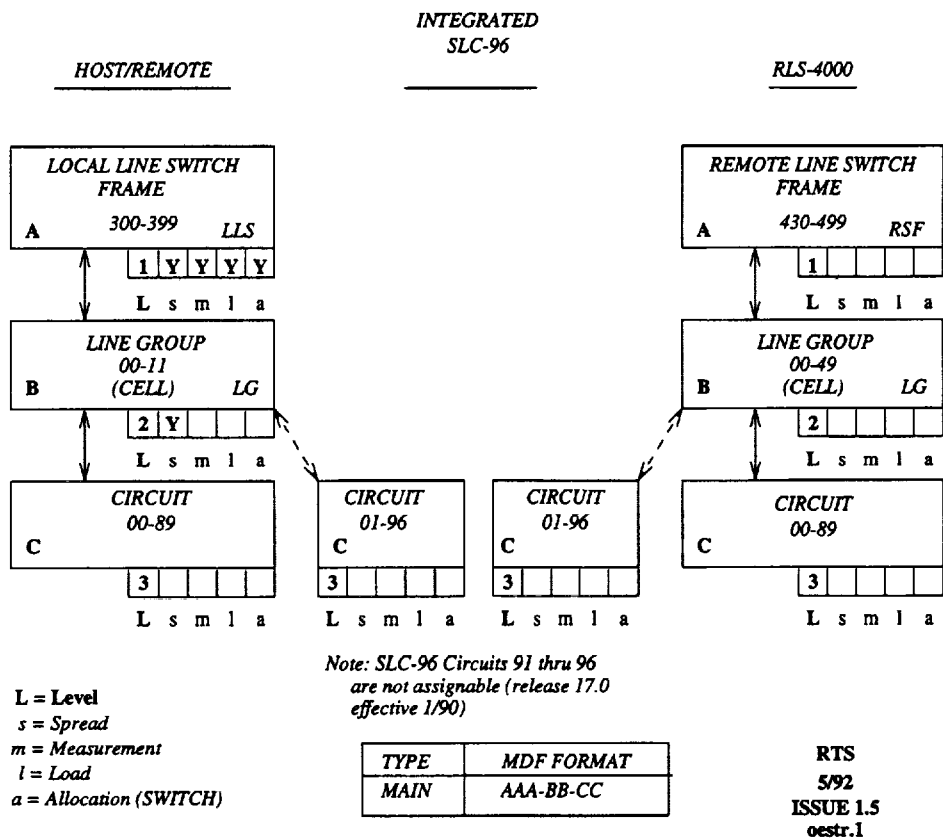 INTEGRATED
SLC-96
HOST/REMOTE
RLS-4000
LOCAL LINE SWITCH
FRAME
300-399
A
LLS
1 Y Y Y Y
L s m l a
LINE GROUP
00-11
B
(CELL)
LG
2 Y
L s m l a
CIRCUIT
00-89
C
3
L s m l a
CIRCUIT
01-96
C
3
L s m l a
CIRCUIT
01-96
C
3
L s m l a
REMOTE LINE SWITCH
FRAME
430-499
A
RSF
1
L s m l a
LINE GROUP
00-49
B
(CELL)
LG
2
L s m l a
CIRCUIT
00-89
C
3
L s m l a
Note: SLC-96 Circuits 91 thru 96
are not assignable (release 17.0
effective 1/90)
L = Level
s = Spread
m = Measurement
l = Load
a = Allocation (SWITCH)
TYPE MDF FORMAT
MAIN AAA-BB-CC
RTS
5/92
ISSUE 1.5
oestr.1